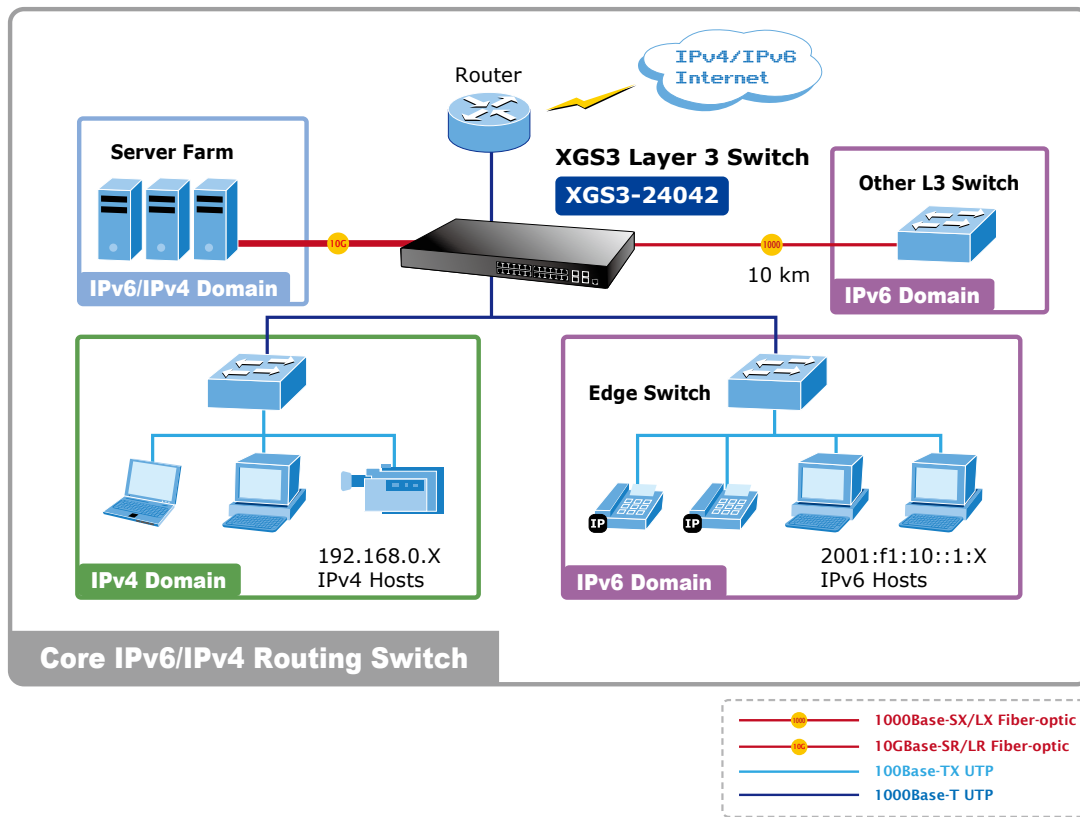 IPv4/IPv6
Internet
Router
Server Farm
XGS3 Layer 3 Switch
XGS3-24042
Other L3 Switch
10G
1000
10 km
IPv6/IPv4 Domain
IPv6 Domain
Edge Switch
IP
IP
192.168.0.X
IPv4 Hosts
2001:f1:10::1:X
IPv6 Hosts
IPv4 Domain
IPv6 Domain
Core IPv6/IPv4 Routing Switch
1000
1000Base-SX/LX Fiber-optic
10G
10GBase-SR/LR Fiber-optic
100Base-TX UTP
1000Base-T UTP